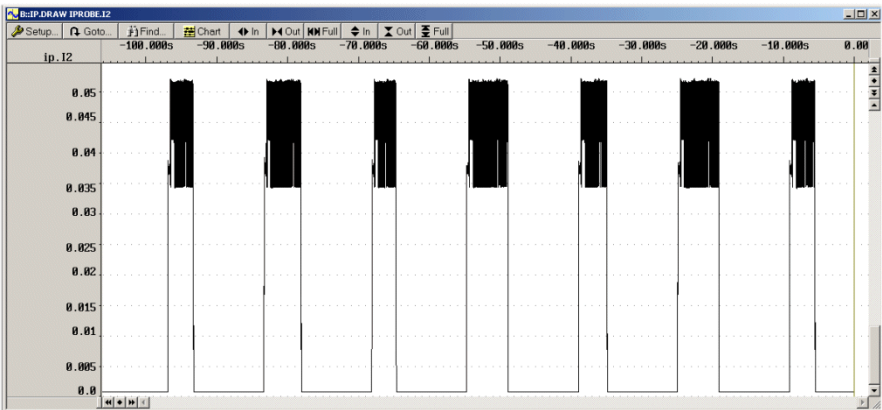 B::IP.DRAW IPROBE.I2
Setup... Goto... Find... Chart In Out Full In Out Full
-100.000s -90.000s -80.000s -70.000s -60.000s -50.000s -40.000s -30.000s -20.000s -10.000s 0.00
ip.I2
0.05
0.045
0.04
0.035
0.03
0.025
0.02
0.015
0.01
0.005
0.0